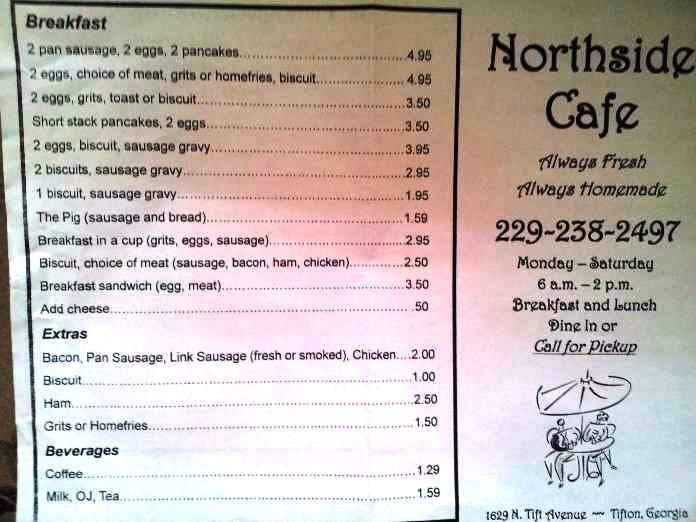 Breakfast
2 pan sausage, 2 eggs, 2 pancakes................................4.95
2 eggs, choice of meat, grits or homefries, biscuit................4.95
2 eggs, grits, toast or biscuit..........................................3.50
Short stack pancakes, 2 eggs........................................3.50
2 eggs, biscuit, sausage gravy.......................................3.95
2 biscuits, sausage gravy..............................................2.95
1 biscuit, sausage gravy................................................1.95
The Pig (sausage and bread).........................................1.59
Breakfast in a cup (grits, eggs, sausage)..........................2.95
Biscuit, choice of meat (sausage, bacon, ham, chicken)..........2.50
Breakfast sandwich (egg, meat)......................................3.50
Add cheese.................................................................50
Extras
Bacon, Pan Sausage, Link Sausage (fresh or smoked), Chicken....2.00
Biscuit......................................................................1.00
Ham..........................................................................2.50
Grits or Homefries........................................................1.50
Beverages
Coffee.......................................................................1.29
Milk, OJ, Tea...............................................................1.59
Northside
Cafe
Always Fresh
Always Homemade
229-238-2497
Monday – Saturday
6 a.m. – 2 p.m.
Breakfast and Lunch
Dine In or
Call for Pickup
1629 N. Tift Avenue ~~ Tifton, Georgia